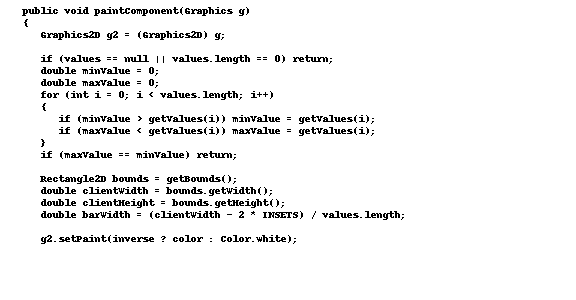 public void paintComponent(Graphics g)
{
Graphics2D g2 = (Graphics2D) g;
if (values == null || values.length == 0) return;
double minValue = 0;
double maxValue = 0;
for (int i = 0; i < values.length; i++)
{
if (minValue > getValues(i)) minValue = getValues(i);
if (maxValue < getValues(i)) maxValue = getValues(i);
}
if (maxValue == minValue) return;
Rectangle2D bounds = getBounds();
double clientWidth = bounds.getWidth();
double clientHeight = bounds.getHeight();
double barWidth = (clientWidth - 2 * INSETS) / values.length;
g2.setPaint(inverse ? color : Color.white);